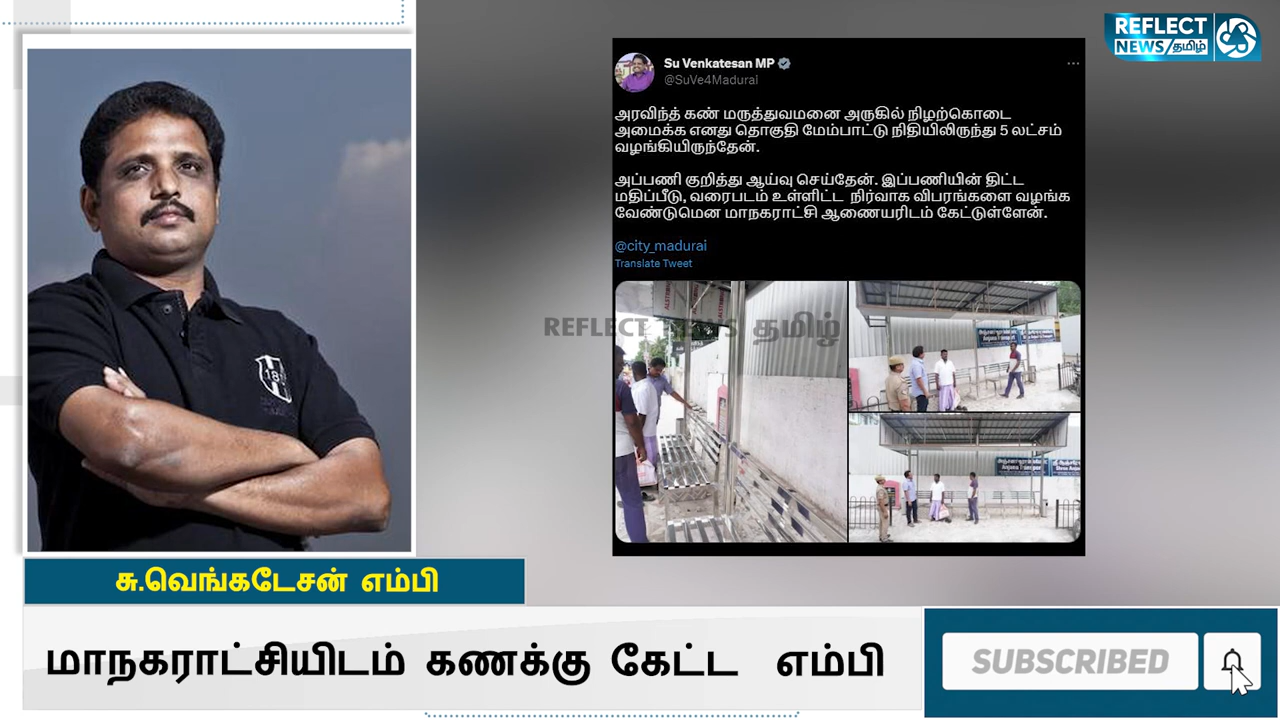 REFLECT
NEWS/தமிழ்
Su Venkatesan MP
@SuVe4Madurai
அரவிந்த் கண் மருத்துவமனை அருகில் நிழற்கொடை
அமைக்க எனது தொகுதி மேம்பாட்டு நிதியிலிருந்து 5 லட்சம்
வழங்கியிருந்தேன்.
அப்பணி குறித்து ஆய்வு செய்தேன். இப்பணியின் திட்ட
மதிப்பீடு, வரைபடம் உள்ளிட்ட நிர்வாக விபரங்களை வழங்க
வேண்டுமென மாநகராட்சி ஆணையரிடம் கேட்டுள்ளேன்.
@city_madurai
Translate Tweet
REFLECT NEWS தமிழ்
சு.வெங்கடேசன் எம்பி
மாநகராட்சியிடம் கணக்கு கேட்ட எம்பி
SUBSCRIBED